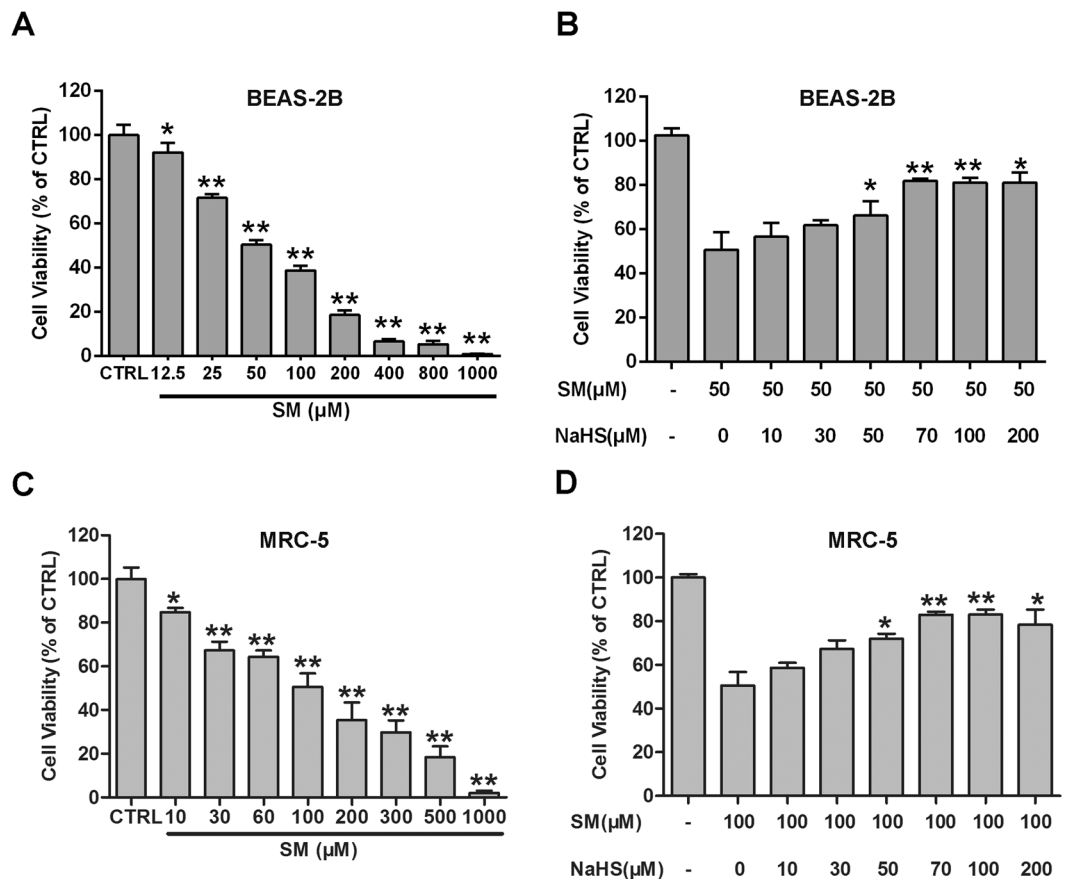 A
BEAS-2B
Cell Viability (% of CTRL)
120
100
80
60
40
20
0
* ** ** ** ** ** ** **
CTRL 12.5 25 50 100 200 400 800 1000
SM (µM)
B
BEAS-2B
Cell Viability (% of CTRL)
120
100
80
60
40
20
0
* ** ** *
SM(µM) - 50 50 50 50 50 50 50
NaHS(µM) - 0 10 30 50 70 100 200
C
MRC-5
Cell Viability (% of CTRL)
120
100
80
60
40
20
0
* ** ** ** ** ** ** **
CTRL 10 30 60 100 200 300 500 1000
SM (µM)
D
MRC-5
Cell Viability (% of CTRL)
120
100
80
60
40
20
0
* ** ** *
SM(µM) - 100 100 100 100 100 100 100
NaHS(µM) - 0 10 30 50 70 100 200